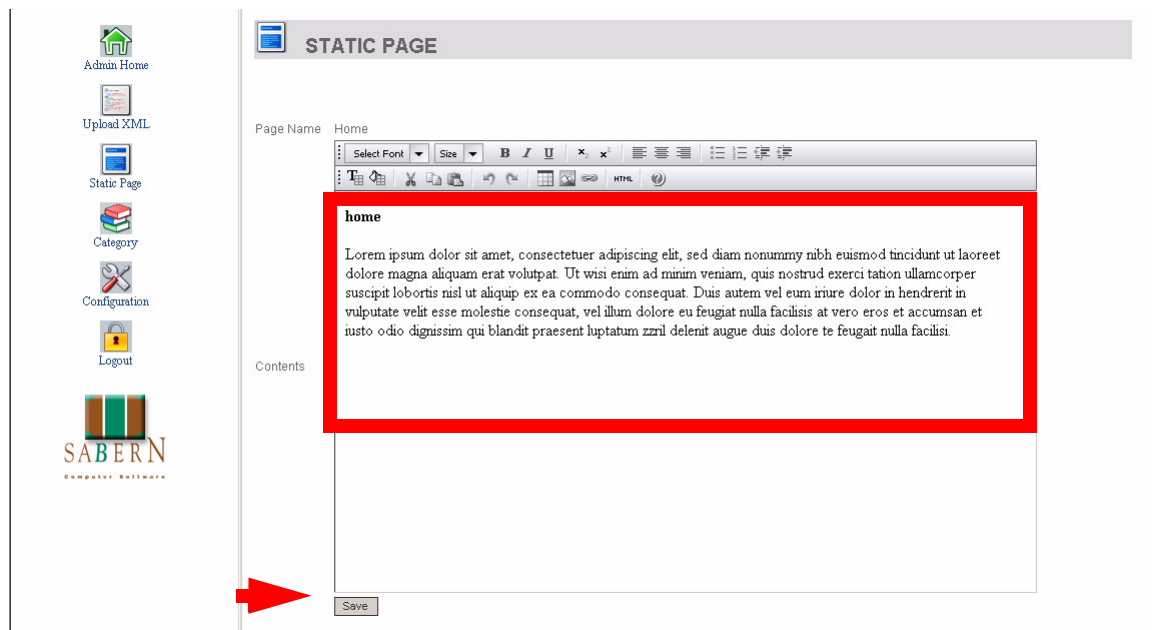 Admin Home
Upload XML
Static Page
Category
Configuration
Logout
SABERN
Computer Software
STATIC PAGE
Page Name Home
Select Font Size B I U x₂ x²
T HTML ?
home
Lorem ipsum dolor sit amet, consectetuer adipiscing elit, sed diam nonummy nibh euismod tincidunt ut laoreet
dolore magna aliquam erat volutpat. Ut wisi enim ad minim veniam, quis nostrud exerci tation ullamcorper
suscipit lobortis nisl ut aliquip ex ea commodo consequat. Duis autem vel eum iriure dolor in hendrerit in
vulputate velit esse molestie consequat, vel illum dolore eu feugiat nulla facilisis at vero eros et accumsan et
iusto odio dignissim qui blandit praesent luptatum zzril delenit augue duis dolore te feugait nulla facilisi.
Contents
Save